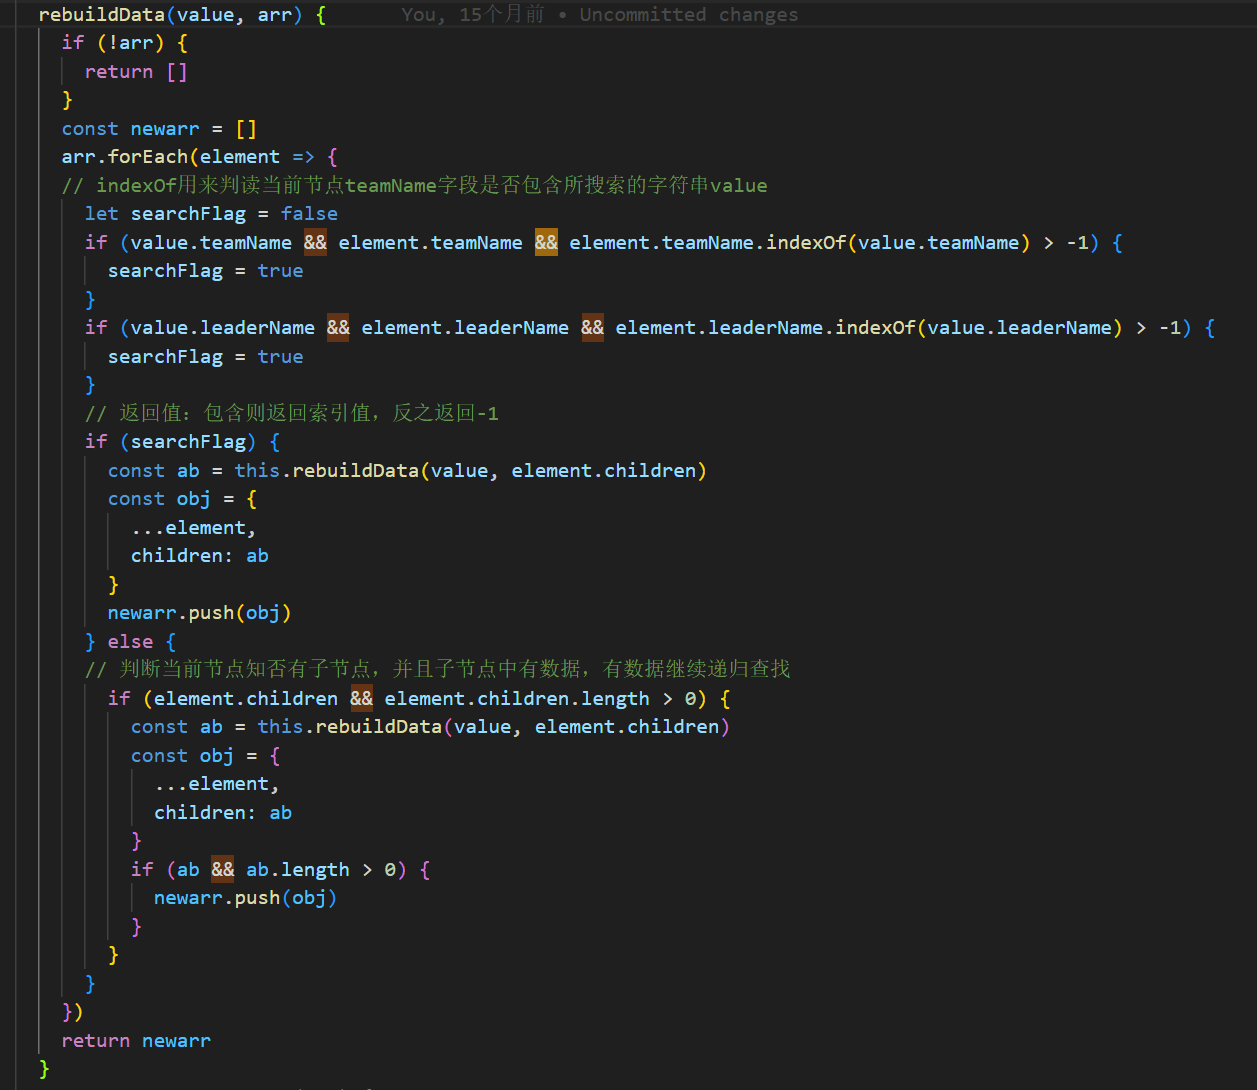 rebuildData(value, arr) {    You, 15个月前 • Uncommitted changes
  if (!arr) {
    return []
  }
  const newarr = []
  arr.forEach(element => {
  // indexOf用来判读当前节点teamName字段是否包含所搜索的字符串value
    let searchFlag = false
    if (value.teamName && element.teamName && element.teamName.indexOf(value.teamName) > -1) {
      searchFlag = true
    }
    if (value.leaderName && element.leaderName && element.leaderName.indexOf(value.leaderName) > -1) {
      searchFlag = true
    }
    // 返回值：包含则返回索引值，反之返回-1
    if (searchFlag) {
      const ab = this.rebuildData(value, element.children)
      const obj = {
        ...element,
        children: ab
      }
      newarr.push(obj)
    } else {
    // 判断当前节点知否有子节点，并且子节点中有数据，有数据继续递归查找
      if (element.children && element.children.length > 0) {
        const ab = this.rebuildData(value, element.children)
        const obj = {
          ...element,
          children: ab
        }
        if (ab && ab.length > 0) {
          newarr.push(obj)
        }
      }
    }
  })
  return newarr
}